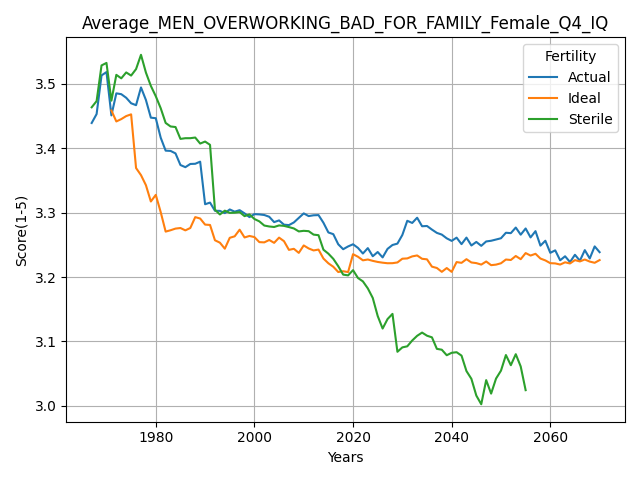 Average_MEN_OVERWORKING_BAD_FOR_FAMILY_Female_Q4_IQ
Fertility
Actual
Ideal
Sterile
Score(1-5)
3.5
3.4
3.3
3.2
3.1
3.0
1980
2000
2020
2040
2060
Years